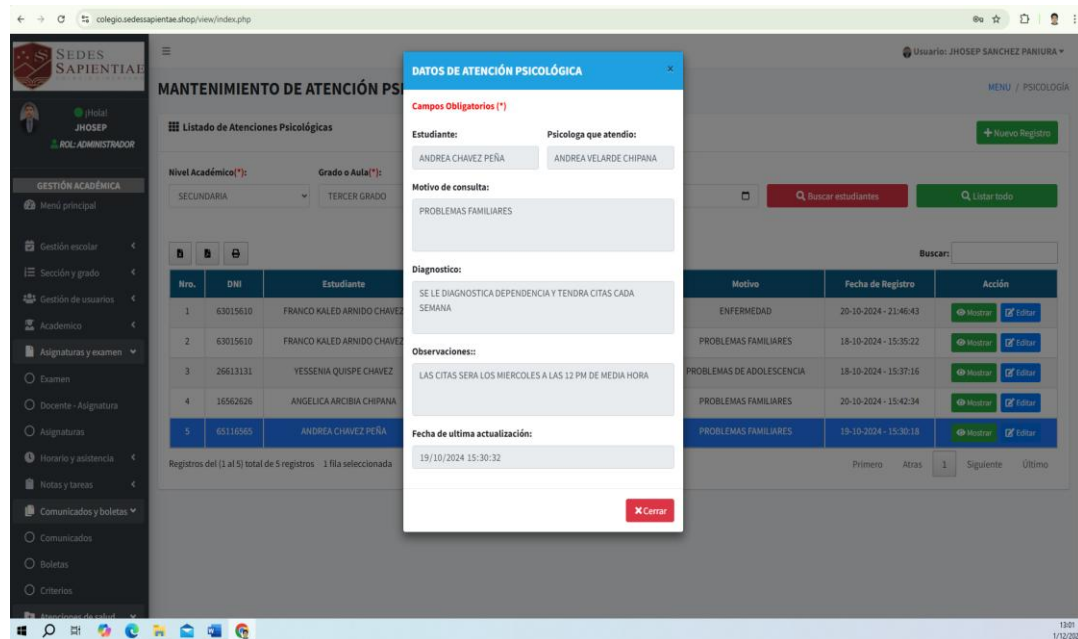 colegio.sedessapientae.shop/view/index.php
SEDES
SAPIENTIAE
Usuario: JHOSEP SANCHEZ PANIURA
MANTENIMIENTO DE ATENCIÓN PS
MENU / PSICOLOGÍA
¡Hola!
JHOSEP
ROL: ADMINISTRADOR
GESTIÓN ACADÉMICA
Menú principal
Gestión escolar
Sección y grado
Gestión de usuarios
Academico
Asignaturas y examen
Examen
Docente - Asignatura
Asignaturas
Horario y asistencia
Notas y tareas
Comunicados y boletas
Comunicados
Boletas
Criterios
Atenciones de salud
Listado de Atenciones Psicológicas
Nuevo Registro
Nivel Académico(*): Grado o Aula(*):
SECUNDARIA TERCER GRADO
Buscar estudiantes Listar todo
Buscar:
Nro. DNI Estudiante Motivo Fecha de Registro Acción
1 63015610 FRANCO KALED ARNIDO CHAVEZ ENFERMEDAD 20-10-2024 - 21:46:43 Mostrar Editar
2 63015610 FRANCO KALED ARNIDO CHAVEZ PROBLEMAS FAMILIARES 18-10-2024 - 15:35:22 Mostrar Editar
3 26613131 YESSENIA QUISPE CHAVEZ PROBLEMAS DE ADOLESCENCIA 18-10-2024 - 15:37:16 Mostrar Editar
4 16562626 ANGELICA ARCIBIA CHIPANA PROBLEMAS FAMILIARES 20-10-2024 - 15:42:34 Mostrar Editar
5 65116565 ANDREA CHAVEZ PEÑA PROBLEMAS FAMILIARES 19-10-2024 - 15:30:18 Mostrar Editar
Registros del (1 al 5) total de 5 registros 1 fila seleccionada
Primero Atras 1 Siguiente Último
DATOS DE ATENCIÓN PSICOLÓGICA ×
Campos Obligatorios (*)
Estudiante: Psicologa que atendio:
ANDREA CHAVEZ PEÑA ANDREA VELARDE CHIPANA
Motivo de consulta:
PROBLEMAS FAMILIARES
Diagnostico:
SE LE DIAGNOSTICA DEPENDENCIA Y TENDRA CITAS CADA
SEMANA
Observaciones::
LAS CITAS SERA LOS MIERCOLES A LAS 12 PM DE MEDIA HORA
Fecha de ultima actualización:
19/10/2024 15:30:32
Cerrar
13:01